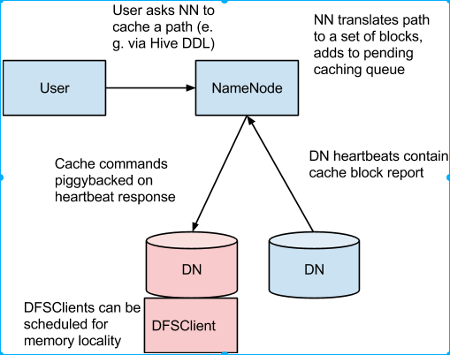 User asks NN to
cache a path (e.
g. via Hive DDL)
NN translates path
to a set of blocks,
adds to pending
caching queue
User
NameNode
Cache commands
piggybacked on
heartbeat response
DN heartbeats contain
cache block report
DN
DN
DFSClients can be
scheduled for
memory locality
DFSClient